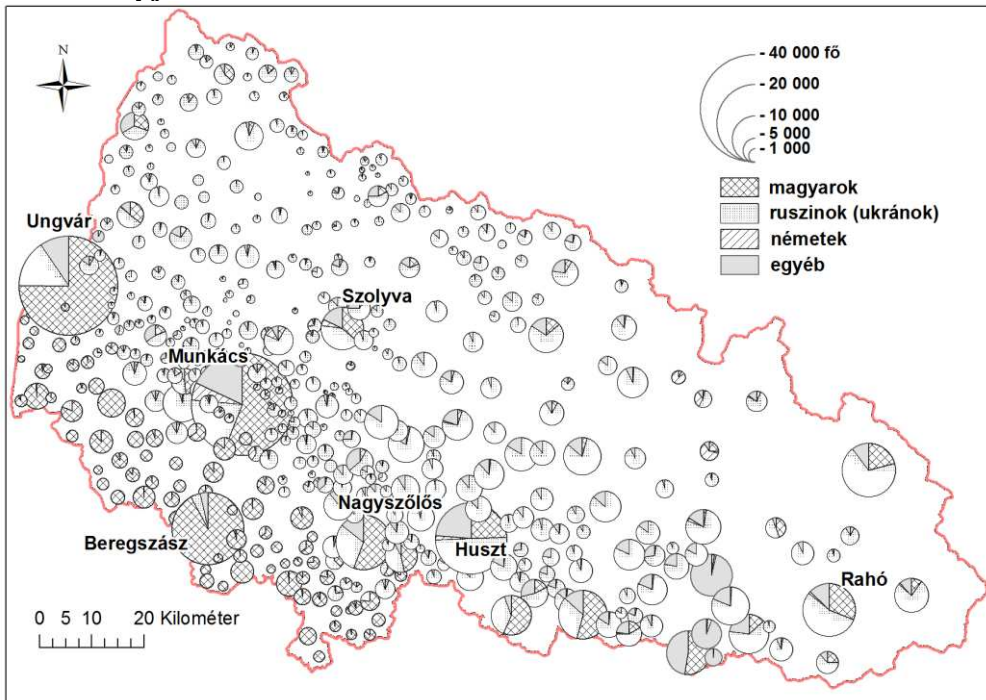 N
- 40 000 fő
- 20 000
- 10 000
- 5 000
- 1 000
magyarok
ruszinok (ukránok)
németek
egyéb
Ungvár
Szolyva
Munkács
Nagyszőlős
Beregszász
Huszt
Rahó
0 5 10 20 Kilométer